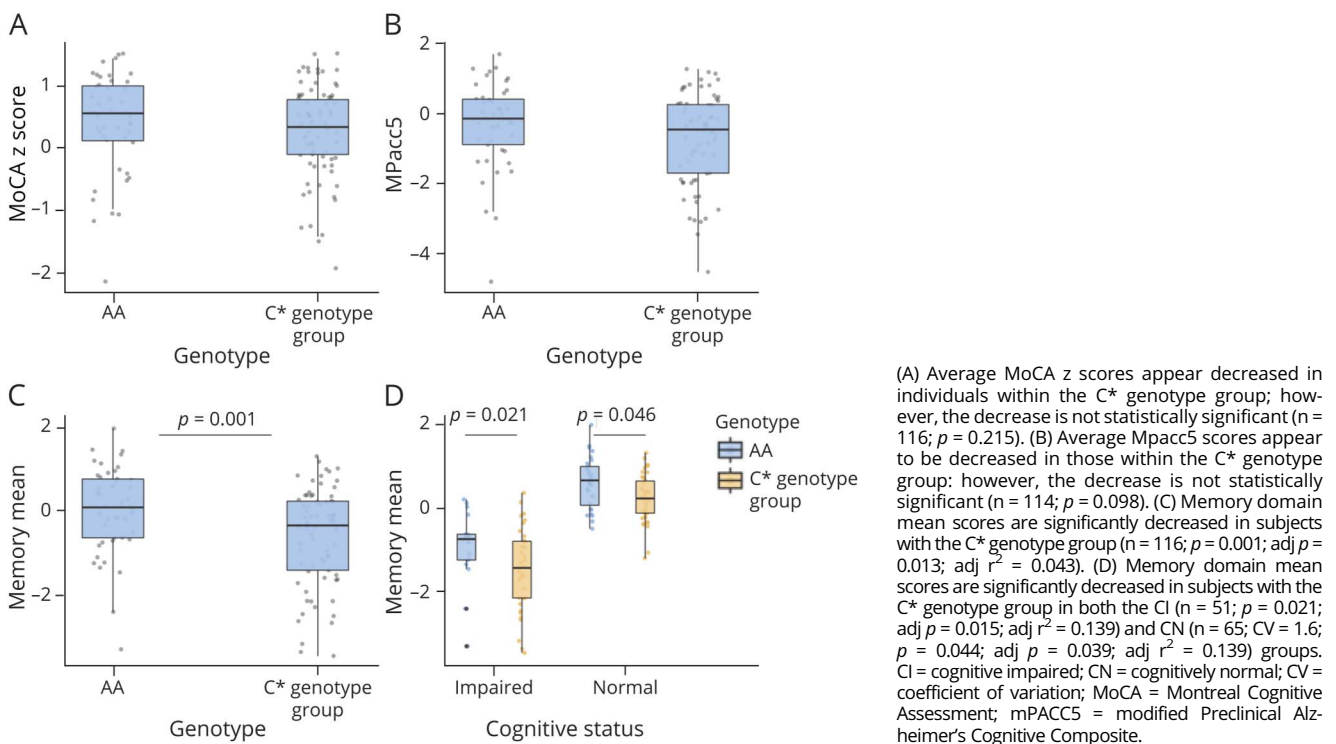 A
MoCA z score
1
0
−1
−2
AA
C* genotype
group
Genotype
B
MPacc5
2
0
−2
−4
AA
C* genotype
group
Genotype
C
Memory mean
2
0
−2
p = 0.001
AA
C* genotype
group
Genotype
D
Memory mean
2
0
−2
p = 0.021
p = 0.046
Impaired
Normal
Cognitive status
Genotype
AA
C* genotype
group
(A) Average MoCA z scores appear decreased in
individuals within the C* genotype group; how-
ever, the decrease is not statistically significant (n =
116; p = 0.215). (B) Average Mpacc5 scores appear
to be decreased in those within the C* genotype
group: however, the decrease is not statistically
significant (n = 114; p = 0.098). (C) Memory domain
mean scores are significantly decreased in subjects
with the C* genotype group (n = 116; p = 0.001; adj p =
0.013; adj r² = 0.043). (D) Memory domain mean
scores are significantly decreased in subjects with the
C* genotype group in both the CI (n = 51; p = 0.021;
adj p = 0.015; adj r² = 0.139) and CN (n = 65; CV = 1.6;
p = 0.044; adj p = 0.039; adj r² = 0.139) groups.
CI = cognitive impaired; CN = cognitively normal; CV =
coefficient of variation; MoCA = Montreal Cognitive
Assessment; mPACC5 = modified Preclinical Alz-
heimer's Cognitive Composite.